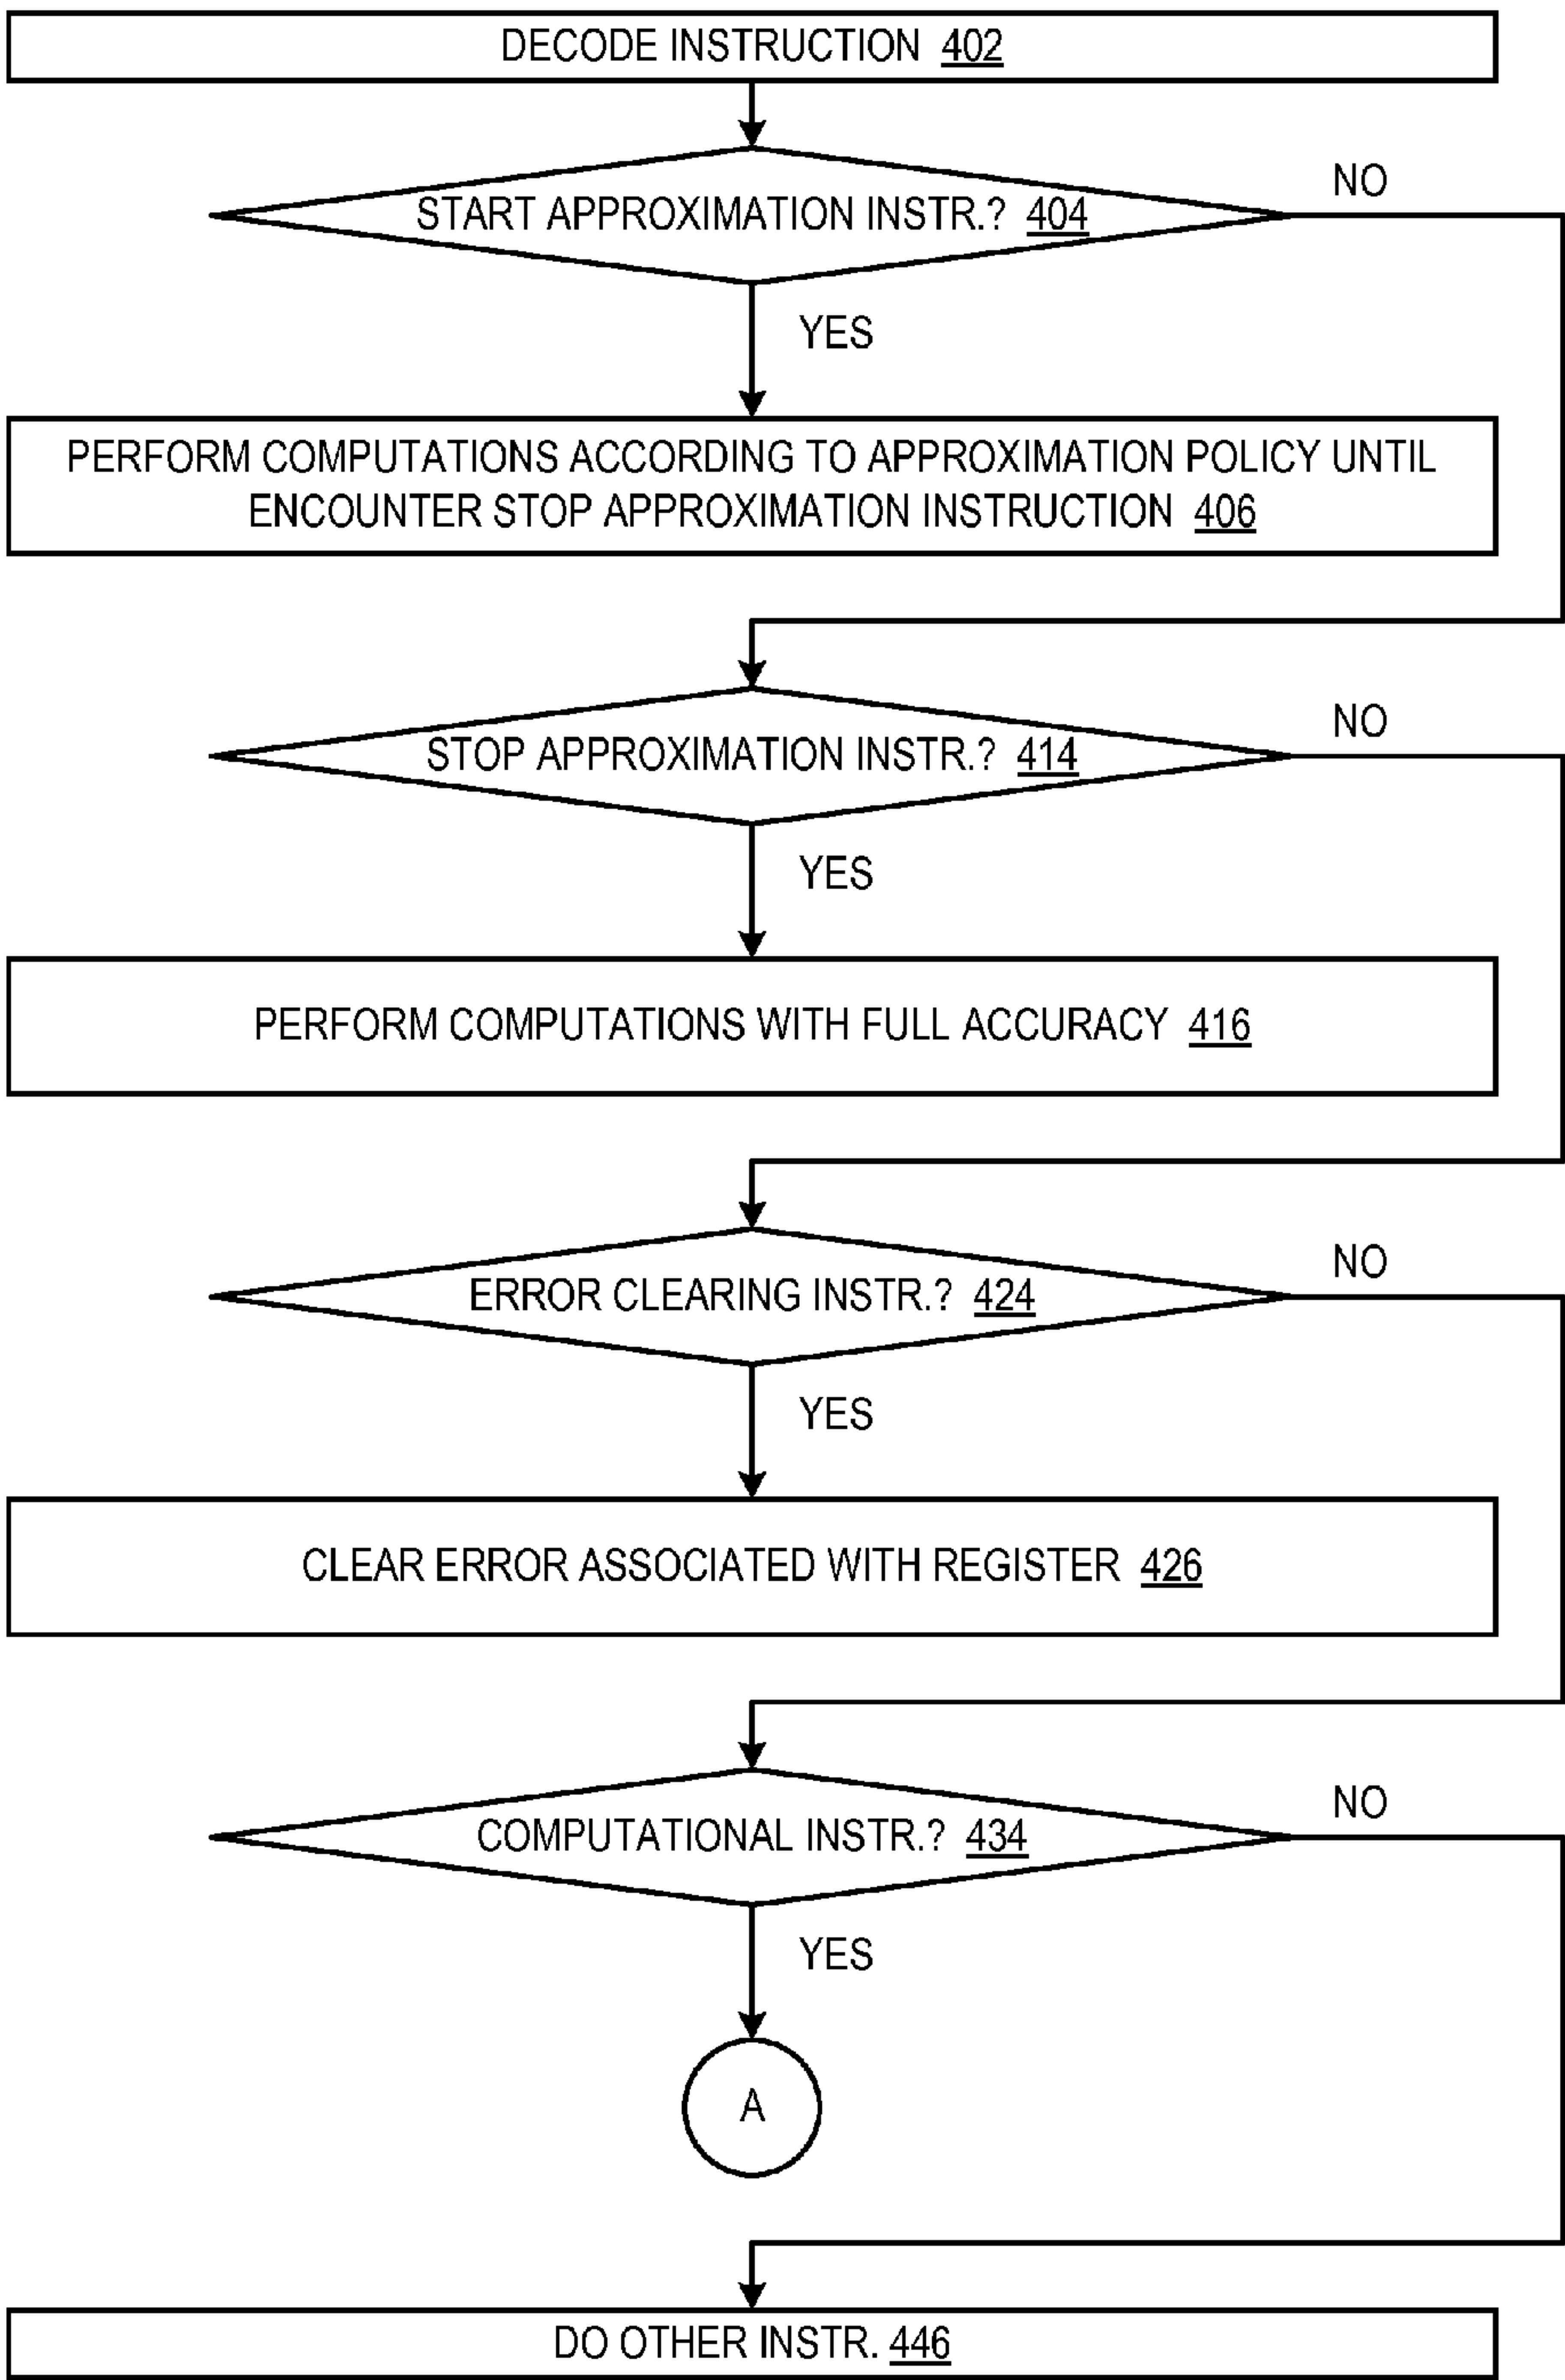 DECODE INSTRUCTION 402
START APPROXIMATION INSTR.? 404
NO
YES
PERFORM COMPUTATIONS ACCORDING TO APPROXIMATION POLICY UNTIL
ENCOUNTER STOP APPROXIMATION INSTRUCTION 406
STOP APPROXIMATION INSTR.? 414
NO
YES
PERFORM COMPUTATIONS WITH FULL ACCURACY 416
ERROR CLEARING INSTR.? 424
NO
YES
CLEAR ERROR ASSOCIATED WITH REGISTER 426
COMPUTATIONAL INSTR.? 434
NO
YES
A
DO OTHER INSTR. 446